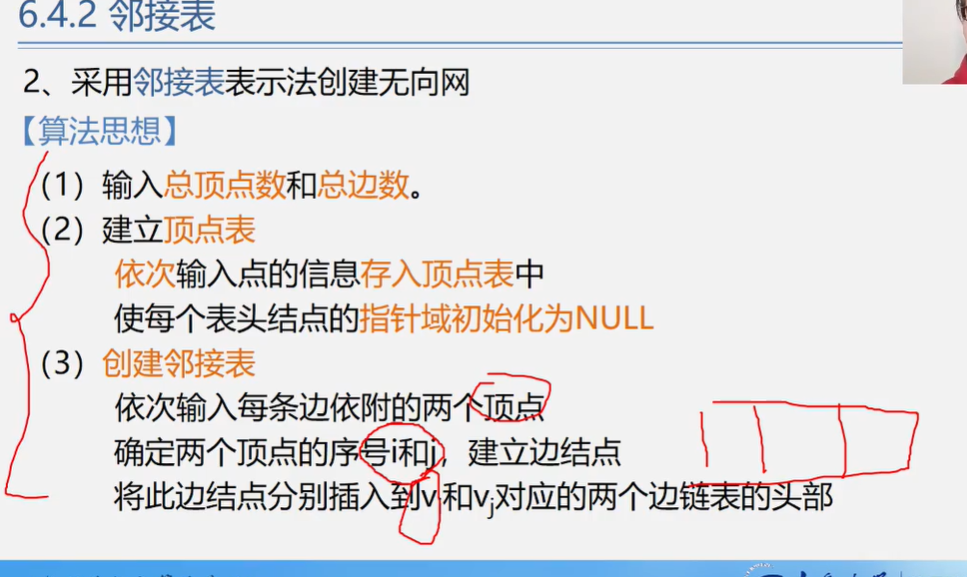 6.4.2 邻接表
2、采用邻接表表示法创建无向网
【算法思想】
(1)输入总顶点数和总边数。
(2)建立顶点表
依次输入点的信息存入顶点表中
使每个表头结点的指针域初始化为NULL
(3)创建邻接表
依次输入每条边依附的两个顶点
确定两个顶点的序号i和j，建立边结点
将此边结点分别插入到vi和vj对应的两个边链表的头部